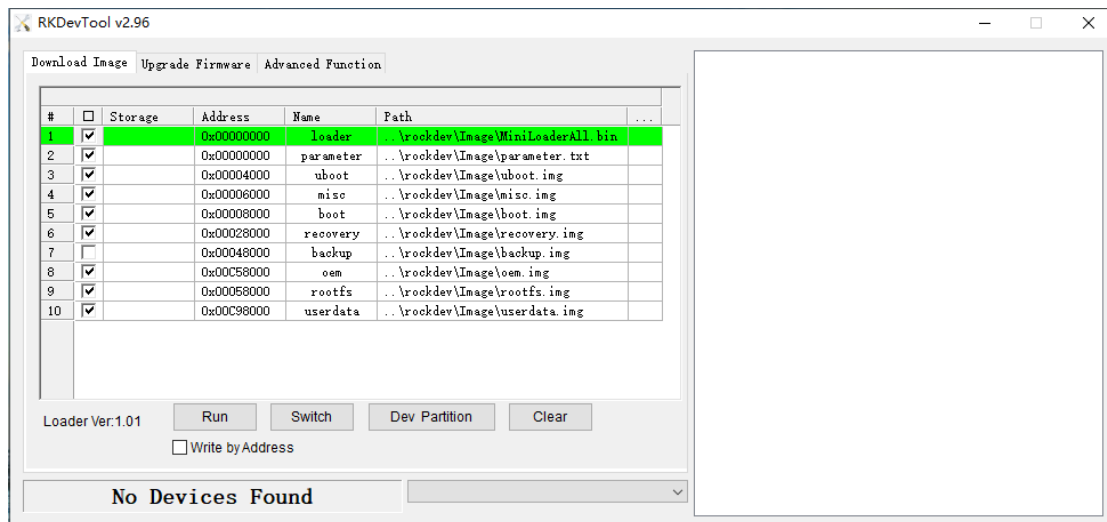 RKDevTool v2.96
Download Image Upgrade Firmware Advanced Function
# Storage Address Name Path ...
1 0x00000000 loader ..\rockdev\Image\MiniLoaderAll.bin
2 0x00000000 parameter ..\rockdev\Image\parameter.txt
3 0x00004000 uboot ..\rockdev\Image\uboot.img
4 0x00006000 misc ..\rockdev\Image\misc.img
5 0x00008000 boot ..\rockdev\Image\boot.img
6 0x00028000 recovery ..\rockdev\Image\recovery.img
7 0x00048000 backup ..\rockdev\Image\backup.img
8 0x00C58000 oem ..\rockdev\Image\oem.img
9 0x00058000 rootfs ..\rockdev\Image\rootfs.img
10 0x00C98000 userdata ..\rockdev\Image\userdata.img
Loader Ver:1.01 Run Switch Dev Partition Clear
Write by Address
No Devices Found